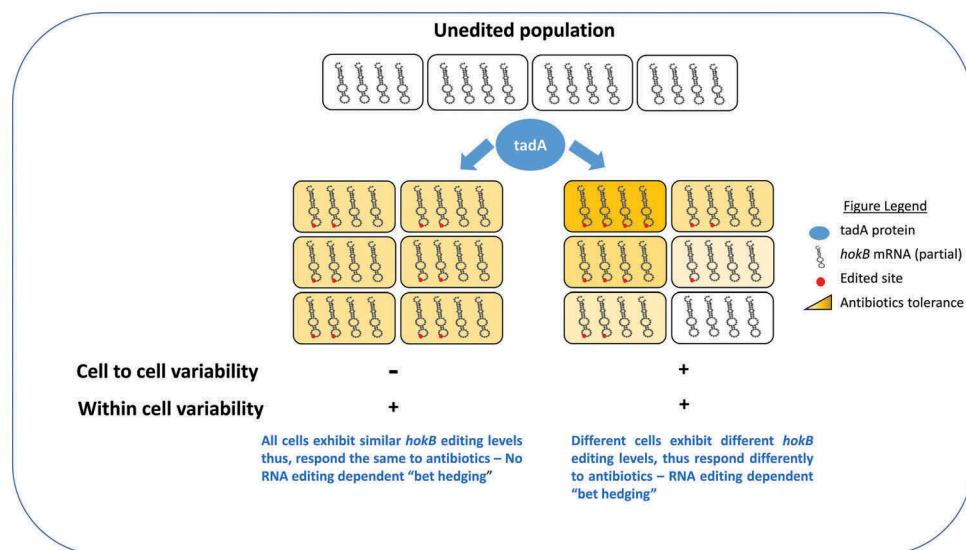 Unedited population
tadA
Figure Legend
tadA protein
hokB mRNA (partial)
Edited site
Antibiotics tolerance
Cell to cell variability - +
Within cell variability + +
All cells exhibit similar hokB editing levels
thus, respond the same to antibiotics – No
RNA editing dependent “bet hedging”
Different cells exhibit different hokB
editing levels, thus respond differently
to antibiotics – RNA editing dependent
“bet hedging”